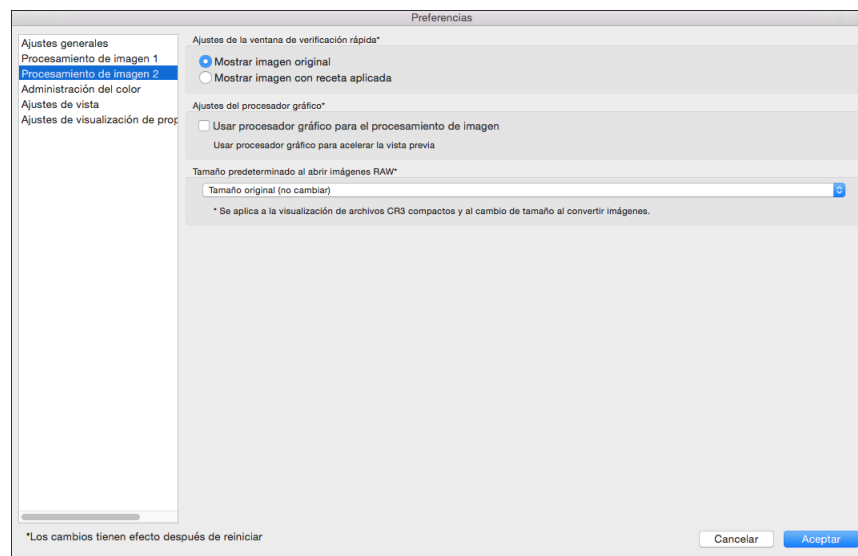 Preferencias
Ajustes generales
Procesamiento de imagen 1
Procesamiento de imagen 2
Administración del color
Ajustes de vista
Ajustes de visualización de prop
Ajustes de la ventana de verificación rápida*
Mostrar imagen original
Mostrar imagen con receta aplicada
Ajustes del procesador gráfico*
Usar procesador gráfico para el procesamiento de imagen
Usar procesador gráfico para acelerar la vista previa
Tamaño predeterminado al abrir imágenes RAW*
Tamaño original (no cambiar)
* Se aplica a la visualización de archivos CR3 compactos y al cambio de tamaño al convertir imágenes.
*Los cambios tienen efecto después de reiniciar
Cancelar
Aceptar